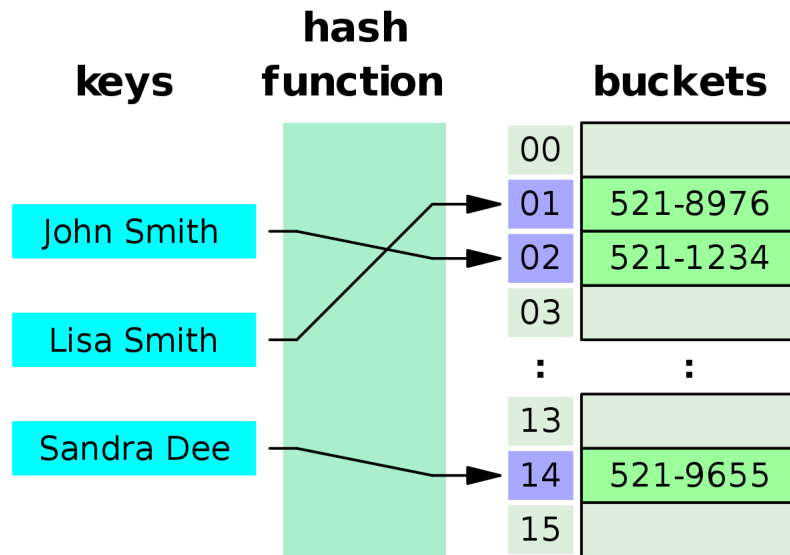 hash
keys function buckets
00
01 521-8976
John Smith
02 521-1234
Lisa Smith
03
: :
13
Sandra Dee
14 521-9655
15